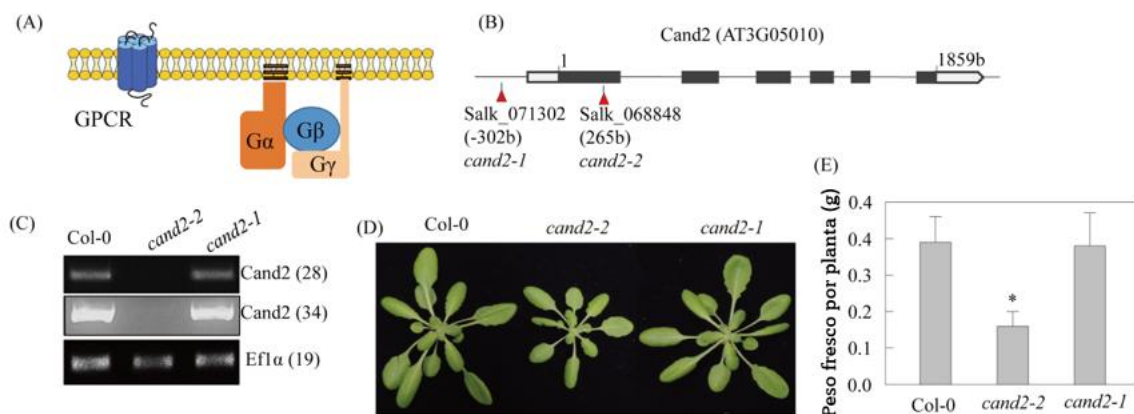 (A)
GPCR
Gα
Gβ
Gγ
(B)
Cand2 (AT3G05010)
1
1859b
Salk_071302
(-302b)
cand2-1
Salk_068848
(265b)
cand2-2
(C)
Col-0
cand2-2
cand2-1
Cand2 (28)
Cand2 (34)
Ef1α (19)
(D)
Col-0
cand2-2
cand2-1
(E)
Peso fresco por planta (g)
0.4
0.4
0.3
0.2
0.1
0.0
*
Col-0
cand2-2
cand2-1